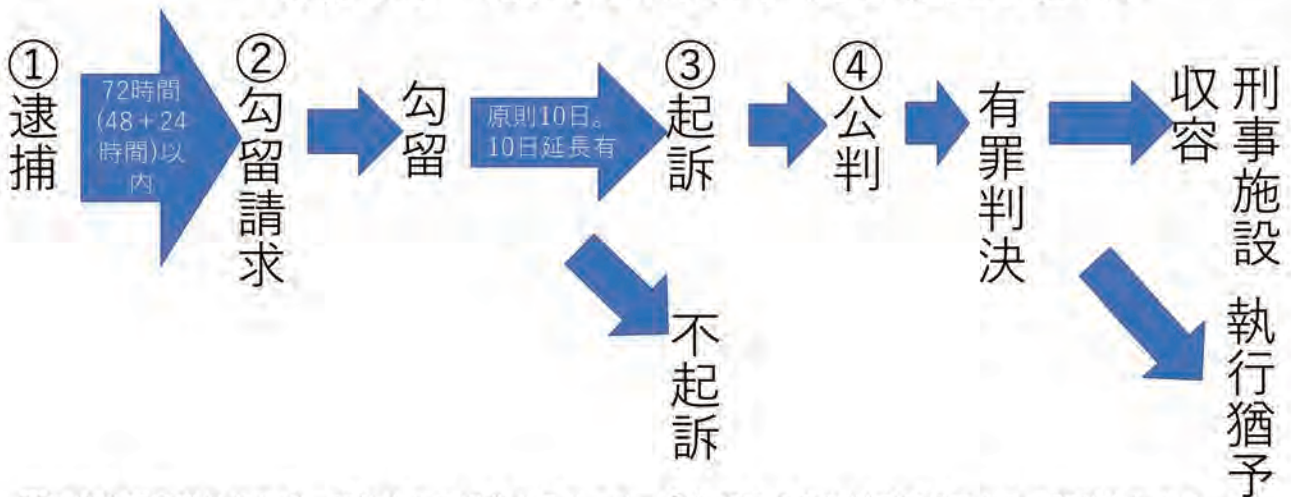 ①逮捕
72時間
(48＋24
時間)以
内
②勾留請求
勾留
原則10日。
10日延長有
③起訴
不起訴
④公判
有罪判決
刑事施設
収容
執行猶予